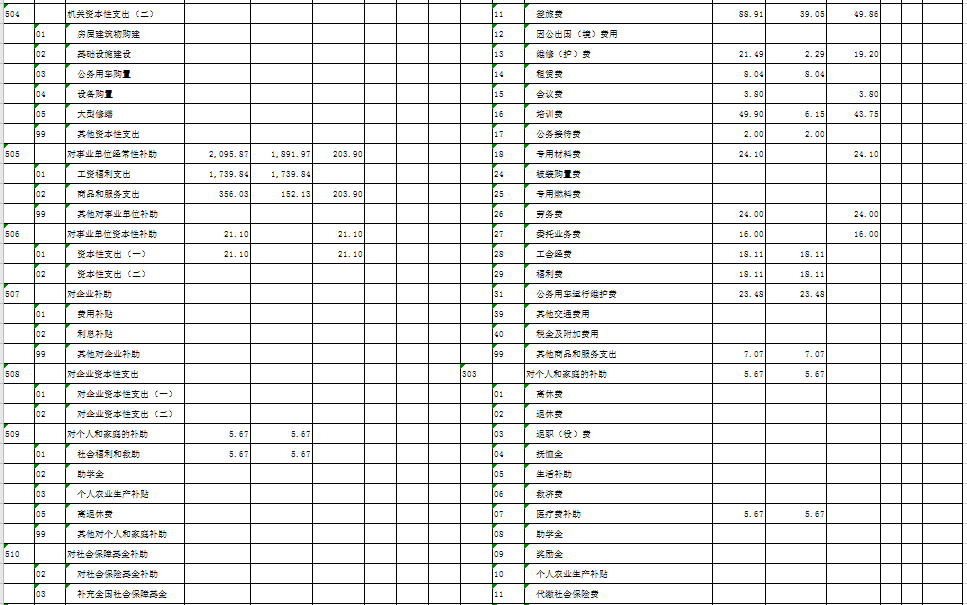 504 机关资本性支出（二） 11 差旅费 88.91 39.05 49.86
01 房屋建筑物购建 12 因公出国（境）费用
02 基础设施建设 13 维修（护）费 21.49 2.29 19.20
03 公务用车购置 14 租赁费 8.04 8.04
04 设备购置 15 会议费 3.80 3.80
05 大型修缮 16 培训费 49.90 6.15 43.75
99 其他资本性支出 17 公务接待费 2.00 2.00
505 对事业单位经常性补助 2,095.87 1,891.97 203.90 18 专用材料费 24.10 24.10
01 工资福利支出 1,739.84 1,739.84 24 被装购置费
02 商品和服务支出 356.03 152.13 203.90 25 专用燃料费
99 其他对事业单位补助 26 劳务费 24.00 24.00
506 对事业单位资本性补助 21.10 21.10 27 委托业务费 16.00 16.00
01 资本性支出（一） 21.10 21.10 28 工会经费 18.11 18.11
02 资本性支出（二） 29 福利费 18.11 18.11
507 对企业补助 31 公务用车运行维护费 23.48 23.48
01 费用补贴 39 其他交通费用
02 利息补贴 40 税金及附加费用
99 其他对企业补助 99 其他商品和服务支出 7.07 7.07
508 对企业资本性支出 303 对个人和家庭的补助 5.67 5.67
01 对企业资本性支出（一） 01 离休费
02 对企业资本性支出（二） 02 退休费
509 对个人和家庭的补助 5.67 5.67 03 退职（役）费
01 社会福利和救助 5.67 5.67 04 抚恤金
02 助学金 05 生活补助
03 个人农业生产补贴 06 救济费
05 离退休费 07 医疗费补助 5.67 5.67
99 其他对个人和家庭补助 08 助学金
510 对社会保障基金补助 09 奖励金
02 对社会保险基金补助 10 个人农业生产补贴
03 补充全国社会保障基金 11 代缴社会保险费